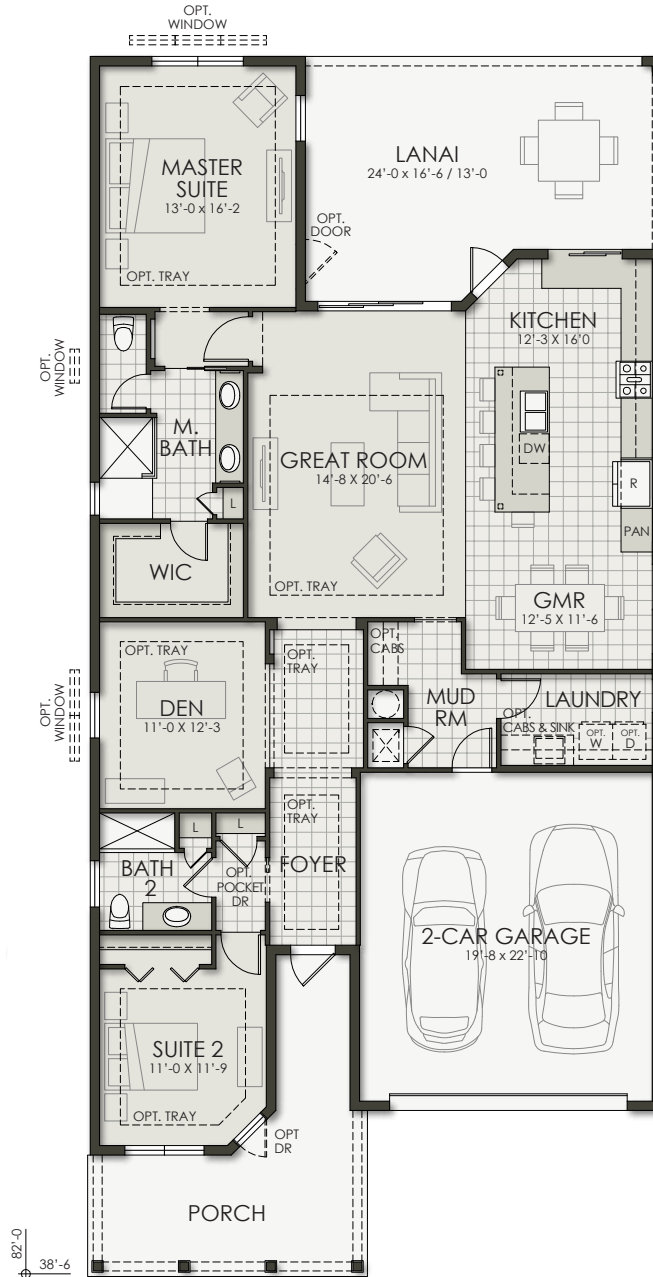 OPT.
WINDOW
MASTER
SUITE
13'-0 x 16'-2
OPT. TRAY
LANAI
24'-0 x 16'-6 / 13'-0
OPT.
DOOR
KITCHEN
12'-3 X 16'0
OPT.
WINDOW
M.
BATH
L
DW
R
PAN
GREAT ROOM
14'-8 X 20'-6
OPT. TRAY
WIC
GMR
12'-5 X 11'-6
OPT. TRAY
DEN
11'-0 X 12'-3
OPT.
WINDOW
OPT.
TRAY
OPT.
CABS
MUD
RM
LAUNDRY
OPT.
CABS & SINK
OPT.
W
OPT.
D
OPT.
TRAY
FOYER
L
L
BATH
2
OPT.
POCKET
DR
2-CAR GARAGE
19'-8 x 22'-10
SUITE 2
11'-0 X 11'-9
OPT. TRAY
OPT
DR
PORCH
82'-0
38'-6